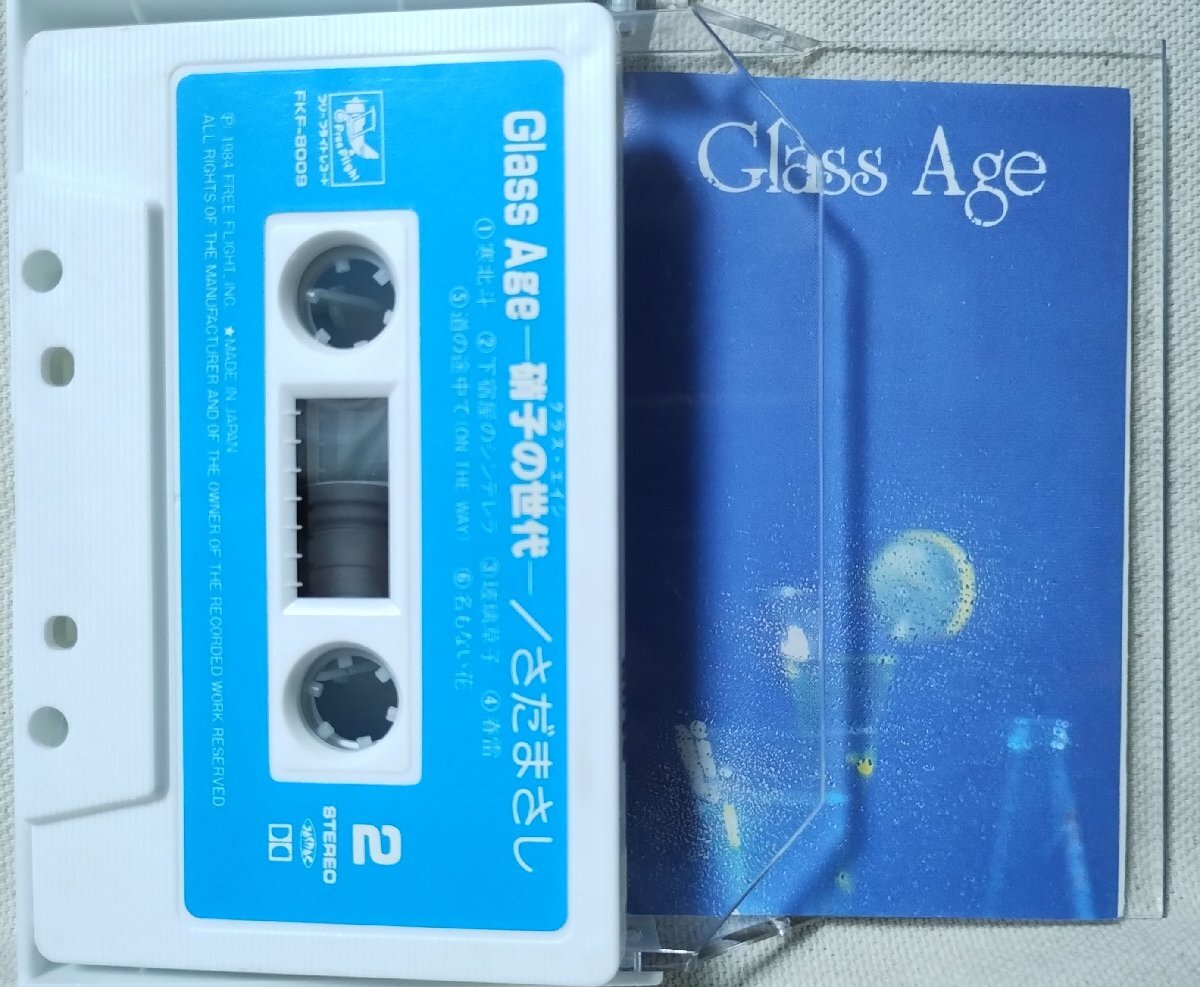 Glass Age―硝子の世代―／さだまさし
グラス・エイジ
①寒北斗 ②下宿屋のシンデレラ ③玻璃草子 ④春雷
⑤道の途中で(ON THE WAY) ⑥名もない花
Free Flight
フリーフライトレコード
FKF-8009
2
STEREO
JASRAC
Ⓟ 1984 FREE FLIGHT, INC. ★MADE IN JAPAN
ALL RIGHTS OF THE MANUFACTURER AND OF THE OWNER OF THE RECORDED WORK RESERVED
Glass Age